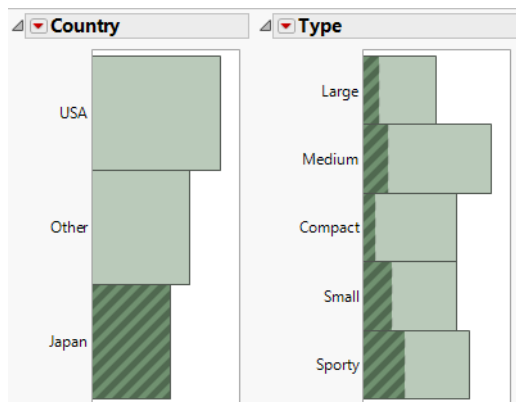 Country
USA
Other
Japan
Type
Large
Medium
Compact
Small
Sporty